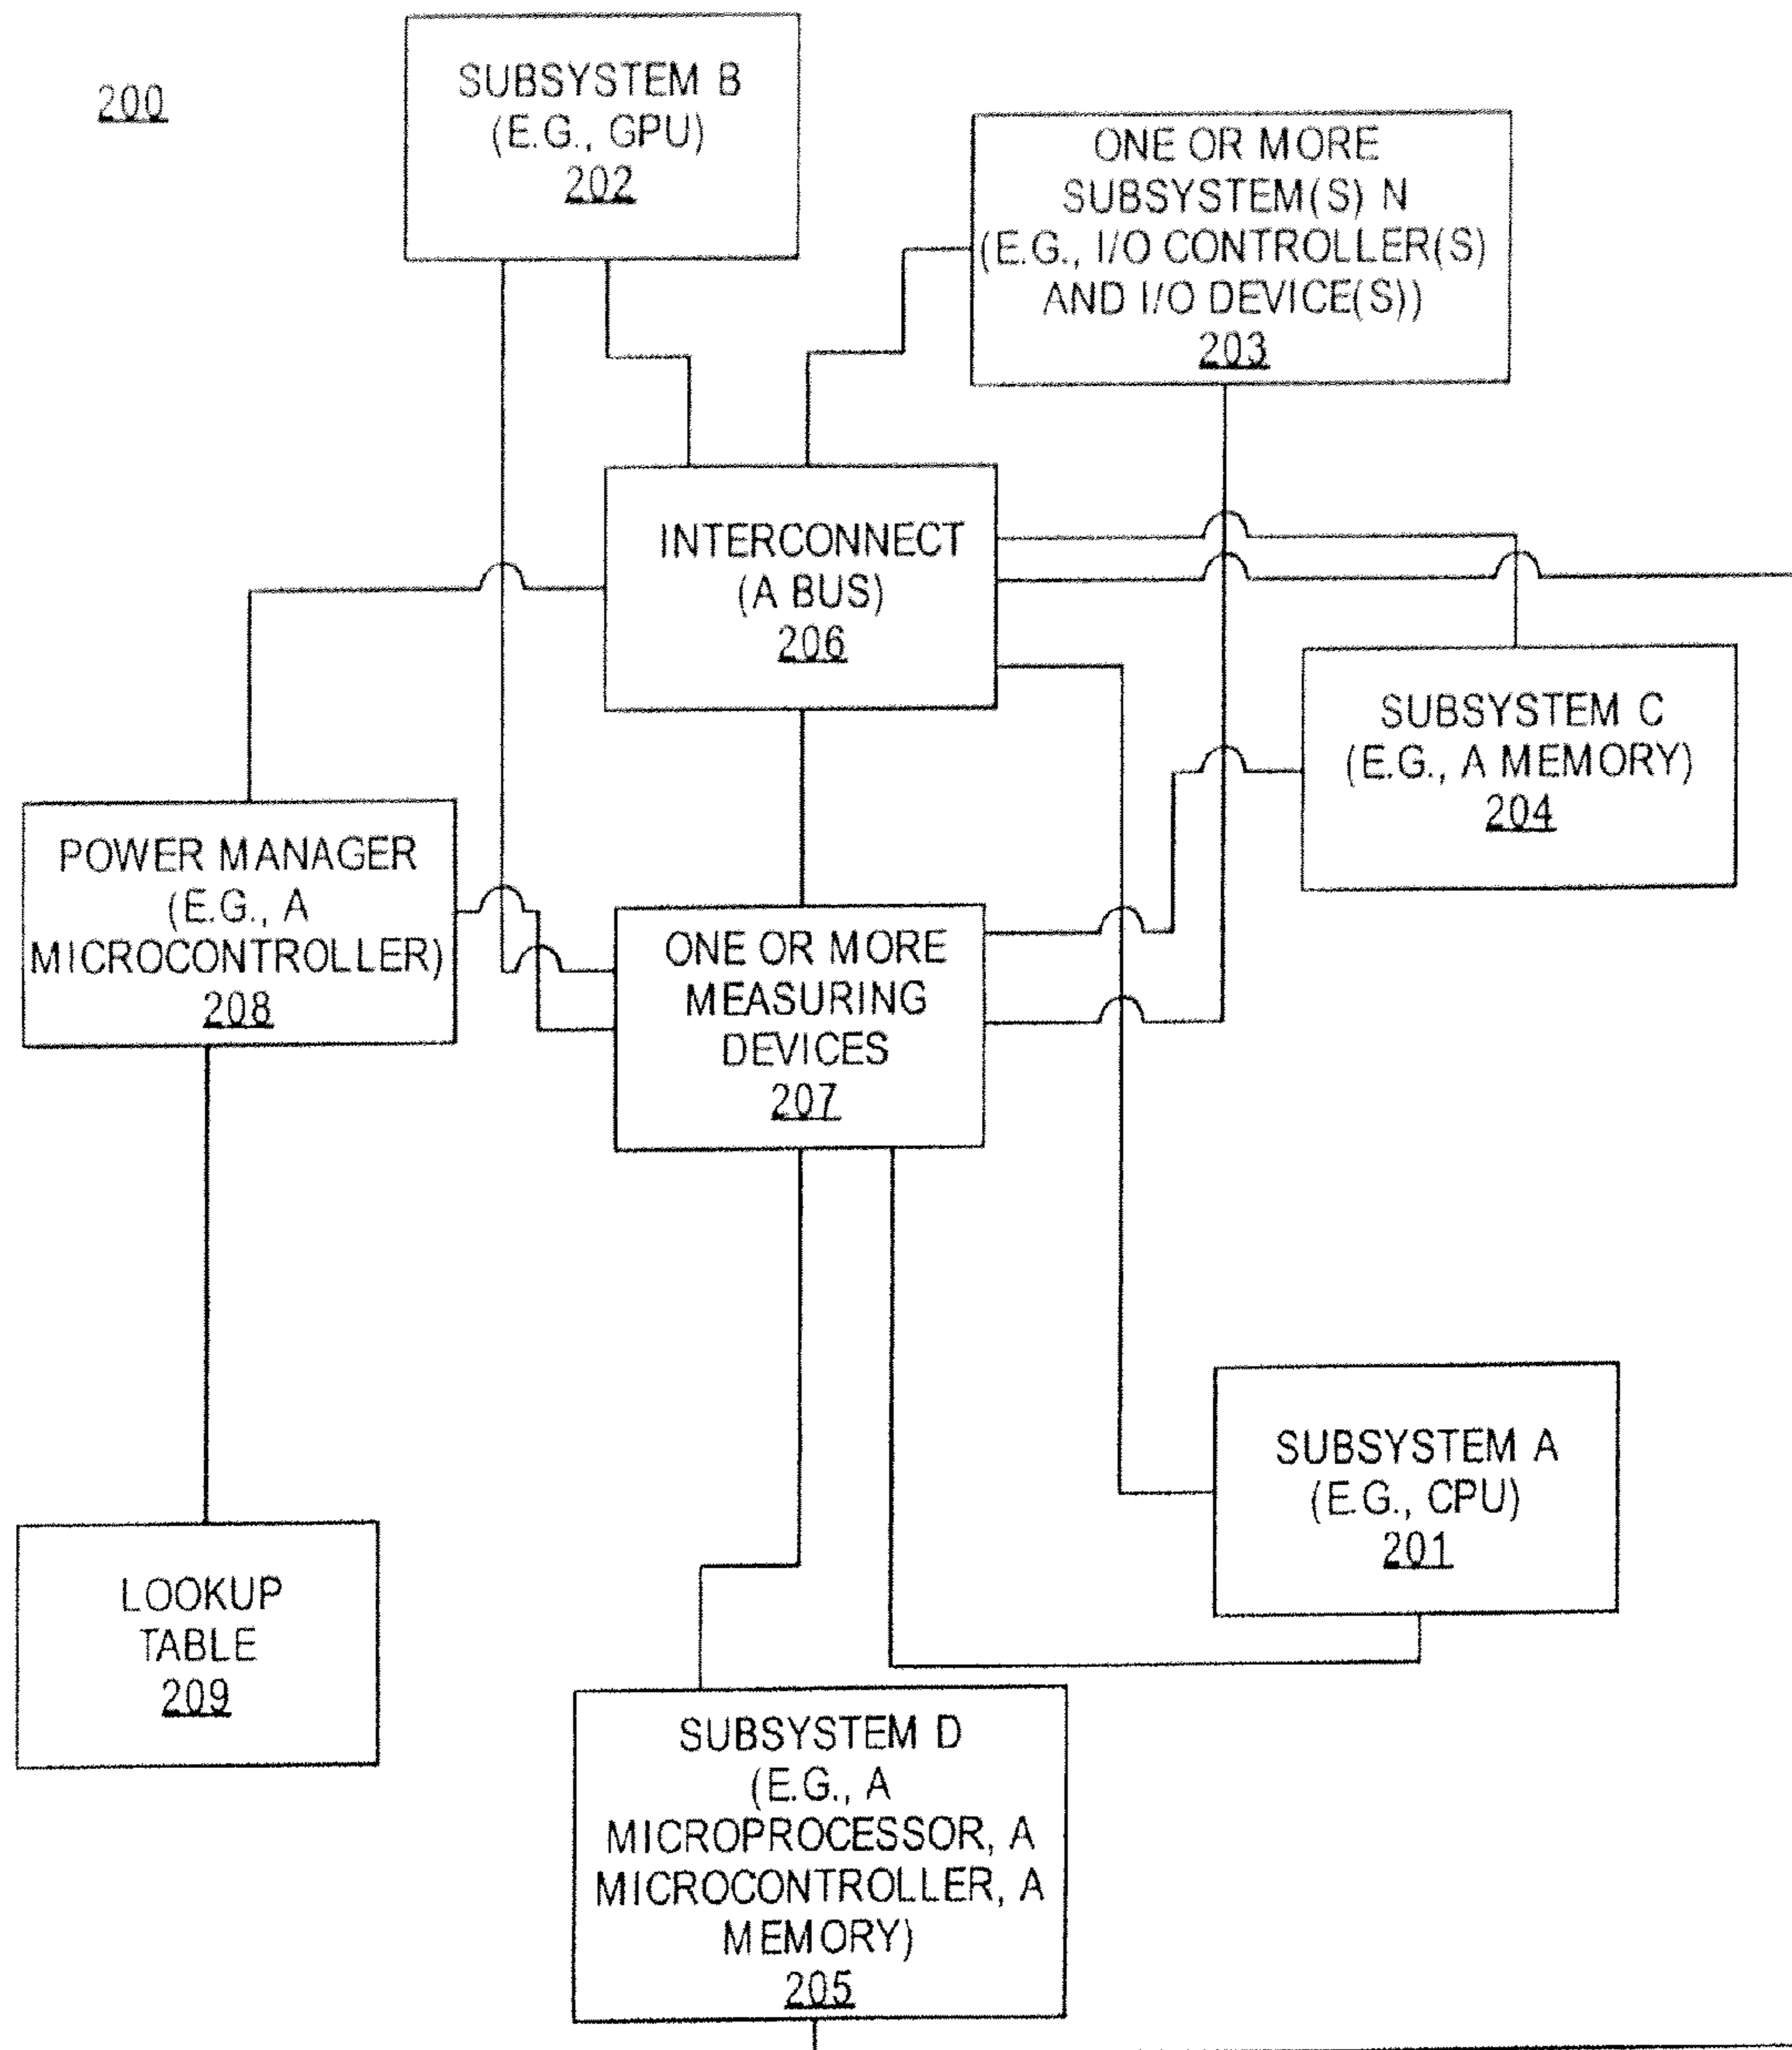 200
SUBSYSTEM B
(E.G., GPU)
202
ONE OR MORE
SUBSYSTEM(S) N
(E.G., I/O CONTROLLER(S)
AND I/O DEVICE(S))
203
INTERCONNECT
(A BUS)
206
SUBSYSTEM C
(E.G., A MEMORY)
204
POWER MANAGER
(E.G., A
MICROCONTROLLER)
208
ONE OR MORE
MEASURING
DEVICES
207
SUBSYSTEM A
(E.G., CPU)
201
LOOKUP
TABLE
209
SUBSYSTEM D
(E.G., A
MICROPROCESSOR, A
MICROCONTROLLER, A
MEMORY)
205